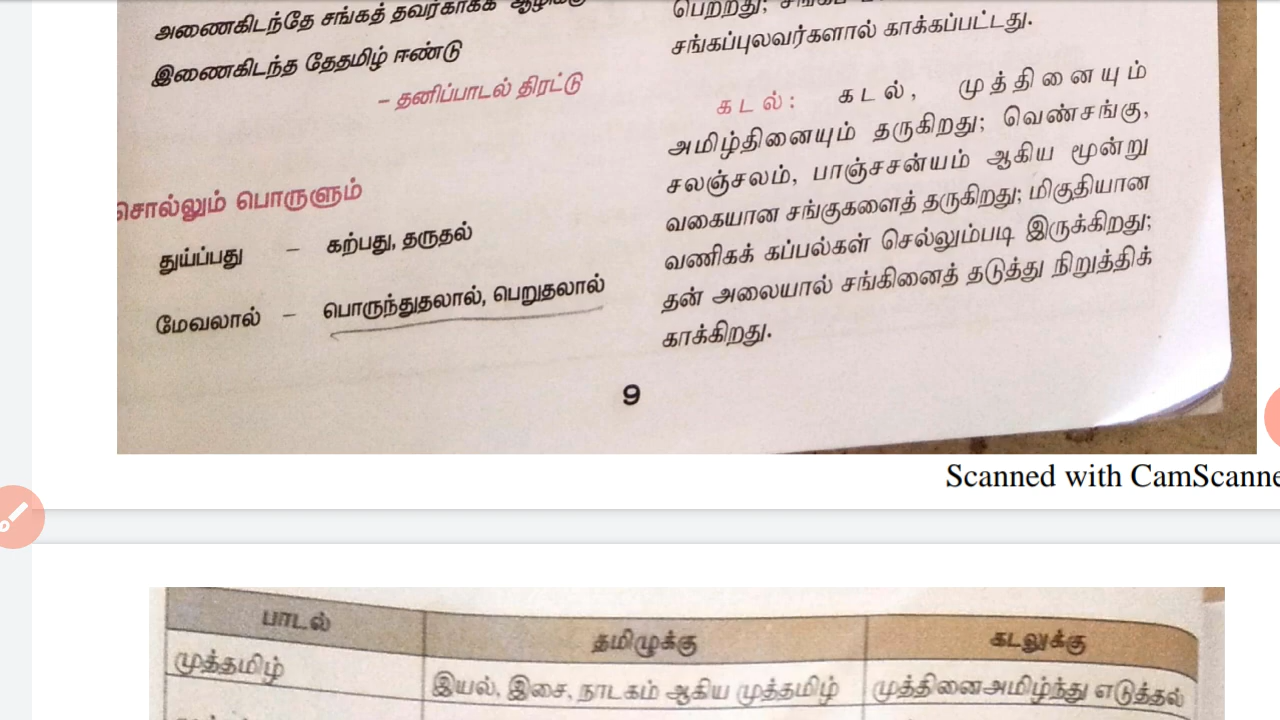 அணைகிடந்தே சங்கத் தவர்காக்க
இணைகிடந்த தேதமிழ் ஈண்டு
– தனிப்பாடல் திரட்டு
சொல்லும் பொருளும்
துய்ப்பது – கற்பது, தருதல்
மேவலால் – பொருந்துதலால், பெறுதலால்
பெற்றது;
சங்கப்புலவர்களால் காக்கப்பட்டது.
கடல்: கடல், முத்தினையும்
அமிழ்தினையும் தருகிறது; வெண்சங்கு,
சலஞ்சலம், பாஞ்சசன்யம் ஆகிய மூன்று
வகையான சங்குகளைத் தருகிறது; மிகுதியான
வணிகக் கப்பல்கள் செல்லும்படி இருக்கிறது;
தன் அலையால் சங்கினைத் தடுத்து நிறுத்திக்
காக்கிறது.
9
Scanned with CamScanne
பாடல் தமிழுக்கு கடலுக்கு
முத்தமிழ் இயல், இசை, நாடகம் ஆகிய முத்தமிழ் முத்தினைஅமிழ்ந்து எடுத்தல்